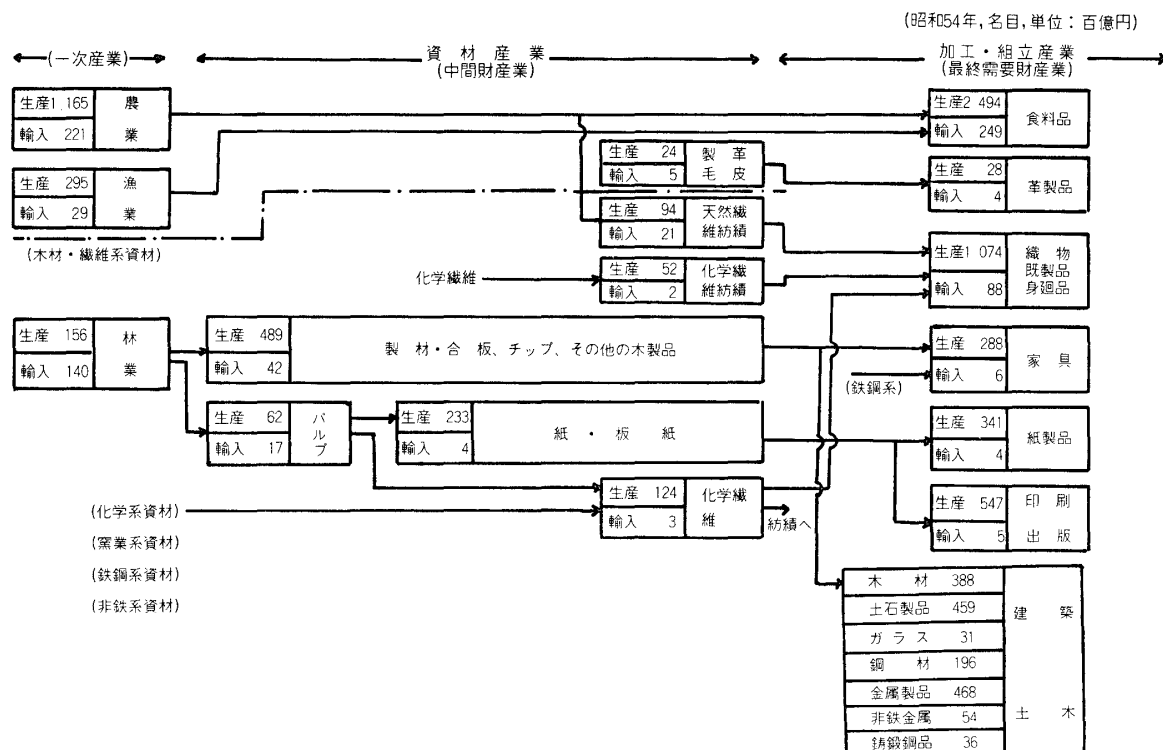 (昭和54年, 名目, 単位：百億円)
(一次産業)
資材産業
(中間財産業)
加工・組立産業
(最終需要財産業)
生産1 165 農業
輸入 221
生産 295 漁業
輸入 29
(木材・繊維系資材)
生産 156 林業
輸入 140
生産 24 製革
輸入 5 毛皮
生産 94 天然繊
輸入 21 維紡績
化学繊維
生産 52 化学繊
輸入 2 維紡績
生産 489 製材・合板、チップ、その他の木製品
輸入 42
生産 62 パルプ
輸入 17
生産 233 紙・板紙
輸入 4
生産 124 化学繊
輸入 3 維
紡績へ
(化学系資材)
(窯業系資材)
(鉄鋼系資材)
(非鉄系資材)
生産2 494 食料品
輸入 249
生産 28 革製品
輸入 4
生産1 074 織物
既製品
輸入 88 身廻品
生産 288 家具
輸入 6
(鉄鋼系)
生産 341 紙製品
輸入 4
生産 547 印刷
輸入 5 出版
木材 388
土石製品 459 建築
ガラス 31
鋼材 196
金属製品 468
非鉄金属 54 土木
鋳鍛鋼品 36